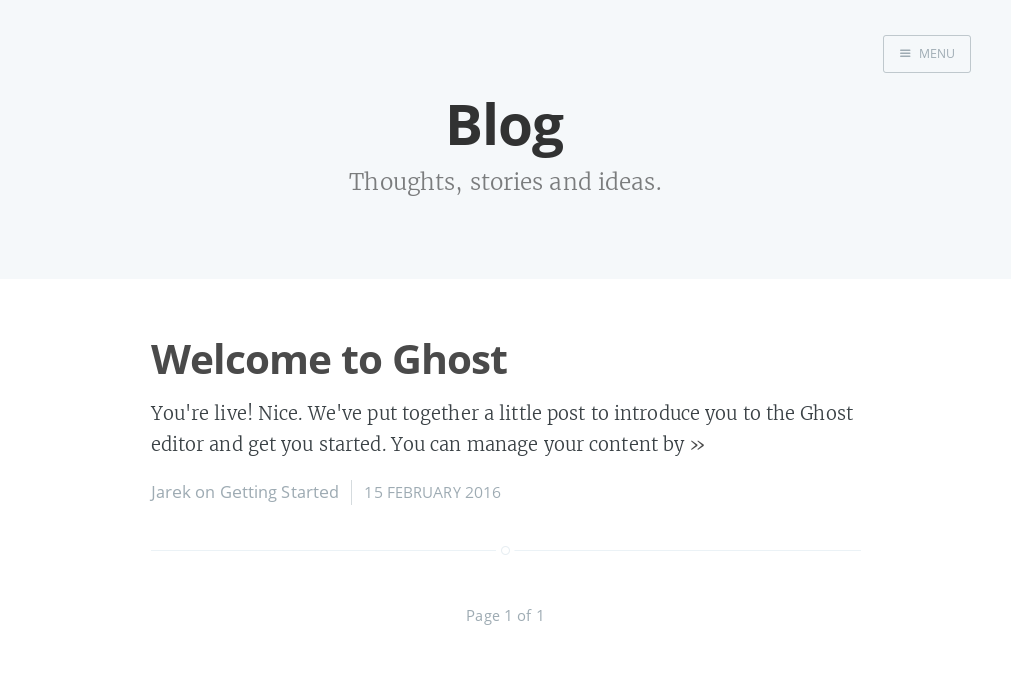 MENU
Blog
Thoughts, stories and ideas.
Welcome to Ghost
You're live! Nice. We've put together a little post to introduce you to the Ghost
editor and get you started. You can manage your content by »
Jarek on Getting Started 15 FEBRUARY 2016
Page 1 of 1